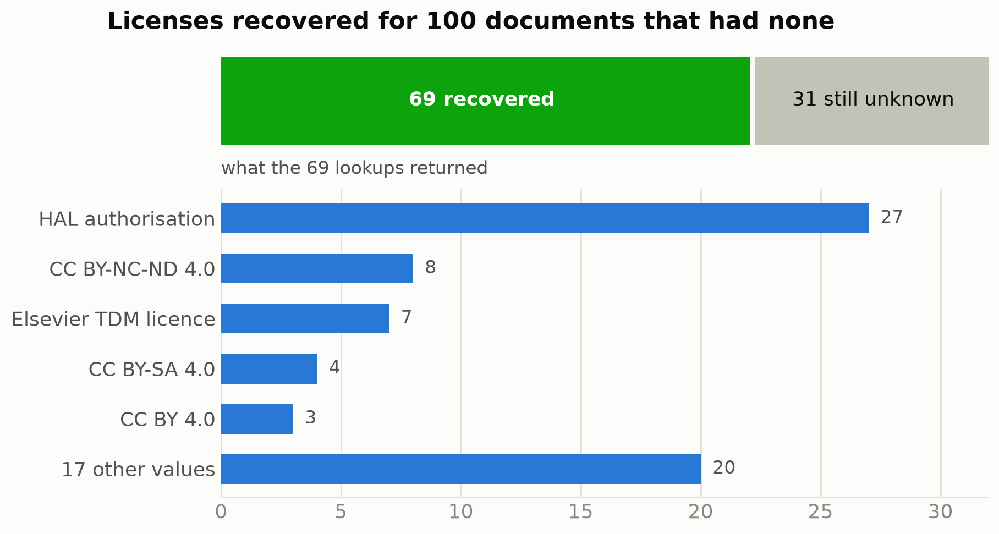 Licenses recovered for 100 documents that had none
69 recovered
31 still unknown
what the 69 lookups returned
HAL authorisation 27
CC BY-NC-ND 4.0 8
Elsevier TDM licence 7
CC BY-SA 4.0 4
CC BY 4.0 3
17 other values 20
0 5 10 15 20 25 30